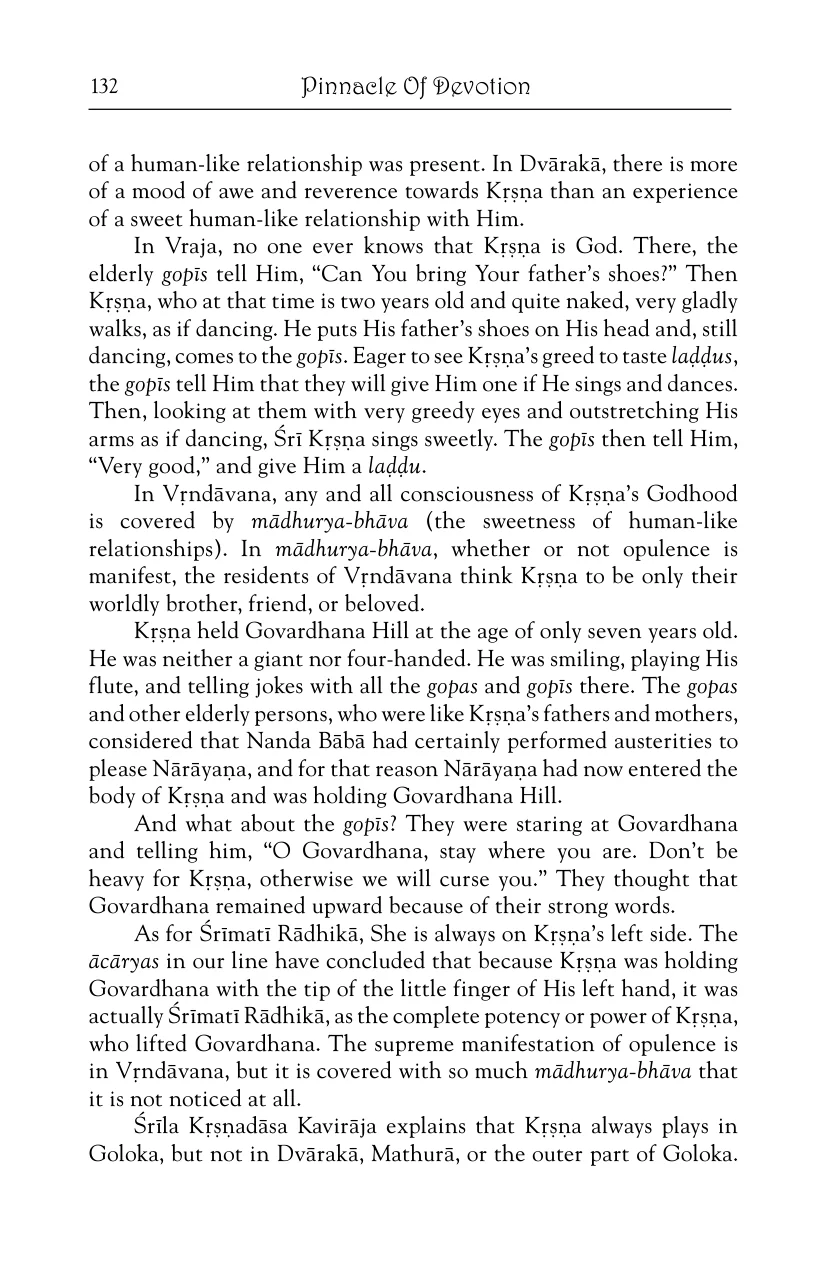 132 Pinnacle Of Devotion
of a human-like relationship was present. In Dvārakā, there is more
of a mood of awe and reverence towards Kṛṣṇa than an experience
of a sweet human-like relationship with Him.
In Vraja, no one ever knows that Kṛṣṇa is God. There, the
elderly gopīs tell Him, “Can You bring Your father’s shoes?” Then
Kṛṣṇa, who at that time is two years old and quite naked, very gladly
walks, as if dancing. He puts His father’s shoes on His head and, still
dancing, comes to the gopīs. Eager to see Kṛṣṇa’s greed to taste laḍḍus,
the gopīs tell Him that they will give Him one if He sings and dances.
Then, looking at them with very greedy eyes and outstretching His
arms as if dancing, Śrī Kṛṣṇa sings sweetly. The gopīs then tell Him,
“Very good,” and give Him a laḍḍu.
In Vṛndāvana, any and all consciousness of Kṛṣṇa’s Godhood
is covered by mādhurya-bhāva (the sweetness of human-like
relationships). In mādhurya-bhāva, whether or not opulence is
manifest, the residents of Vṛndāvana think Kṛṣṇa to be only their
worldly brother, friend, or beloved.
Kṛṣṇa held Govardhana Hill at the age of only seven years old.
He was neither a giant nor four-handed. He was smiling, playing His
flute, and telling jokes with all the gopas and gopīs there. The gopas
and other elderly persons, who were like Kṛṣṇa’s fathers and mothers,
considered that Nanda Bābā had certainly performed austerities to
please Nārāyaṇa, and for that reason Nārāyaṇa had now entered the
body of Kṛṣṇa and was holding Govardhana Hill.
And what about the gopīs? They were staring at Govardhana
and telling him, “O Govardhana, stay where you are. Don’t be
heavy for Kṛṣṇa, otherwise we will curse you.” They thought that
Govardhana remained upward because of their strong words.
As for Śrīmatī Rādhikā, She is always on Kṛṣṇa’s left side. The
ācāryas in our line have concluded that because Kṛṣṇa was holding
Govardhana with the tip of the little finger of His left hand, it was
actually Śrīmatī Rādhikā, as the complete potency or power of Kṛṣṇa,
who lifted Govardhana. The supreme manifestation of opulence is
in Vṛndāvana, but it is covered with so much mādhurya-bhāva that
it is not noticed at all.
Śrīla Kṛṣṇadāsa Kavirāja explains that Kṛṣṇa always plays in
Goloka, but not in Dvārakā, Mathurā, or the outer part of Goloka.